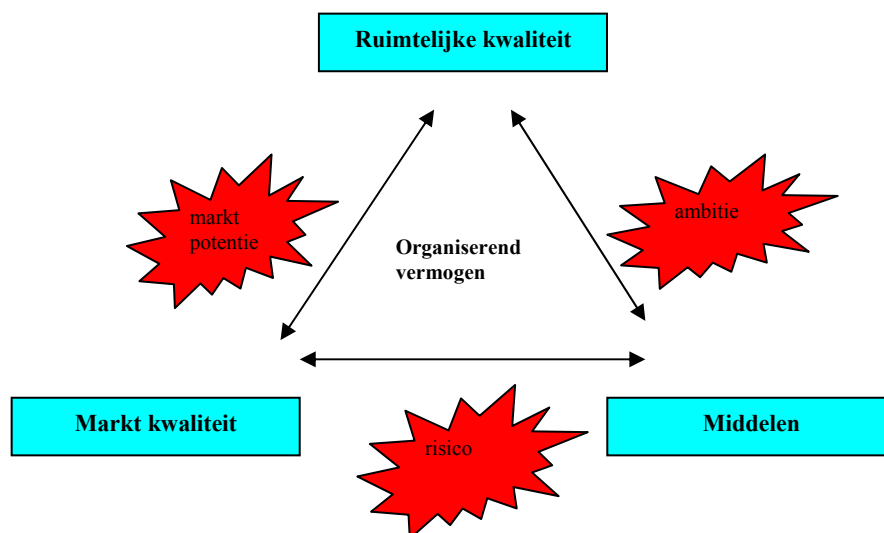 Ruimtelijke kwaliteit
markt
potentie
ambitie
Organiserend
vermogen
Markt kwaliteit
Middelen
risico